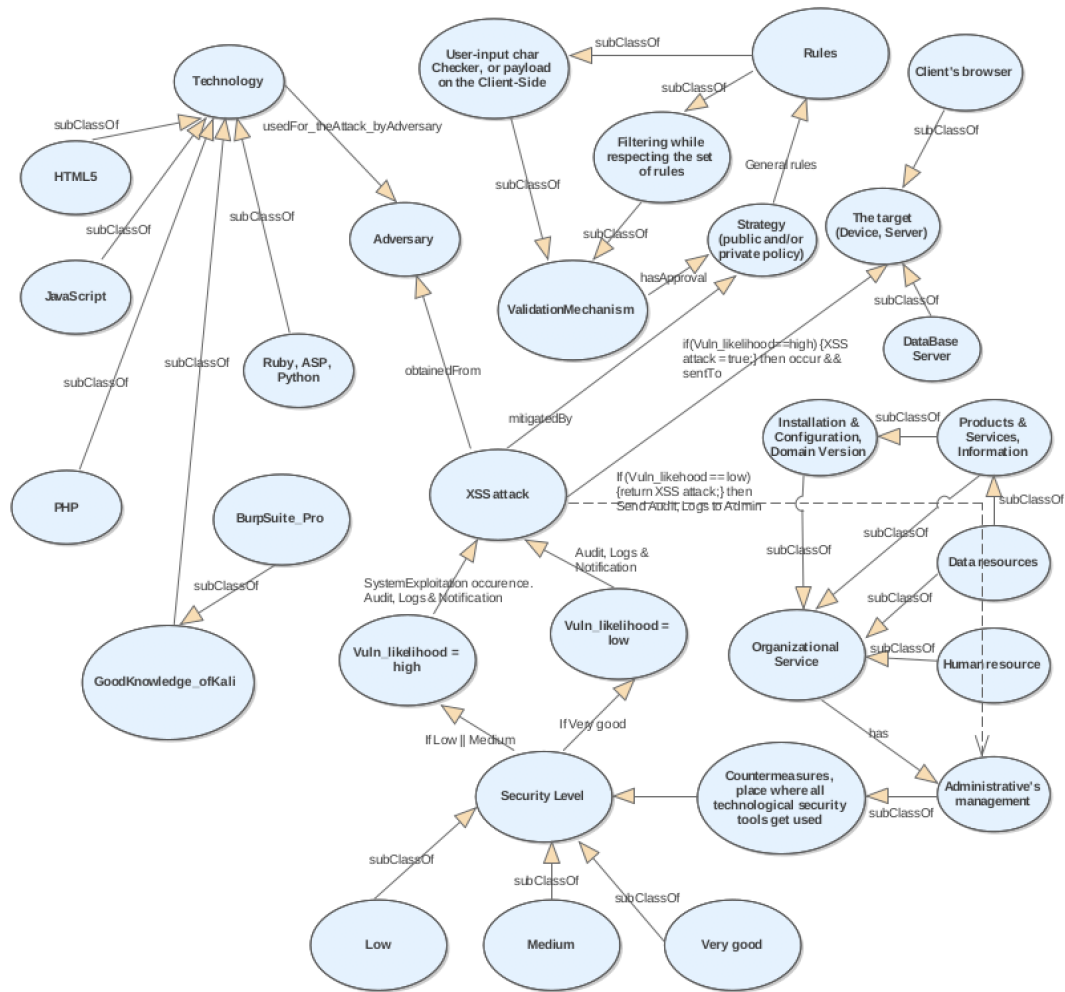 User-input char
Checker, or payload
on the Client-Side
subClassOf
Rules
Technology
Client's browser
subClassOf
subClassOf
usedFor_theAttack_byAdversary
subClassOf
Filtering while
respecting the set
of rules
General rules
HTML5
subClassOf
subClassOf
subClassOf
Adversary
subClassOf
Strategy
(public and/or
private policy)
The target
(Device, Server)
JavaScript
ValidationMechanism
hasApproval
subClassOf
if(Vuln_likelihood==high) {XSS
attack = true;} then occur &&
sentTo
DataBase
Server
subClassOf
Ruby, ASP,
Python
subClassOf
obtainedFrom
mitigatedBy
Installation &
Configuration,
Domain Version
subClassOf
Products &
Services,
Information
XSS attack
If (Vuln_likehood == low)
{return XSS attack;} then
Send Audit, Logs to Admin
subClassOf
PHP
BurpSuite_Pro
subClassOf
subClassOf
Audit, Logs &
Notification
Data resources
SystemExploitation occurence.
Audit, Logs & Notification
subClassOf
subClassOf
Vuln_likelihood =
high
Vuln_likelihood =
low
Organizational
Service
subClassOf
Human resource
GoodKnowledge_ofKali
If Low || Medium
If Very good
has
Security Level
Countermeasures,
place where all
technological security
tools get used
subClassOf
Administrative's
management
subClassOf
subClassOf
subClassOf
Low
Medium
Very good